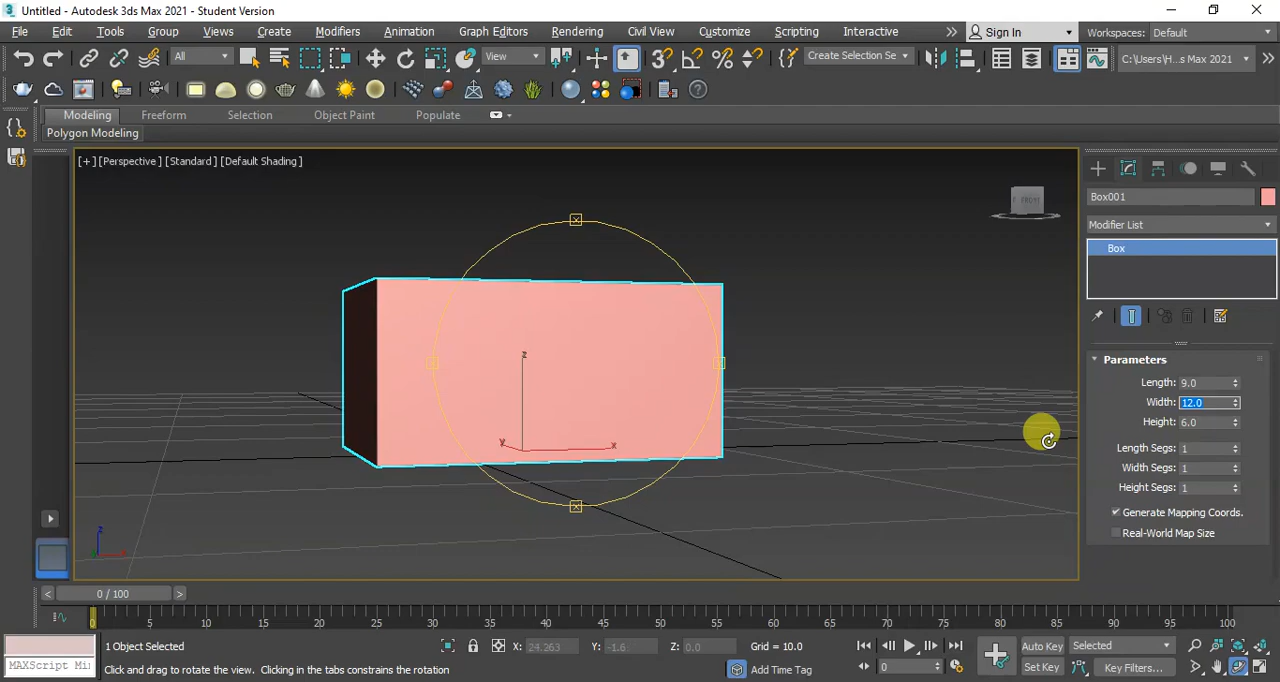 Untitled - Autodesk 3ds Max 2021 - Student Version
File Edit Tools Group Views Create Modifiers Animation Graph Editors Rendering Civil View Customize Scripting Interactive Sign In Workspaces: Default
All View Create Selection Se C:\Users\H...s Max 2021
Modeling Freeform Selection Object Paint Populate
Polygon Modeling
[+] [Perspective] [Standard] [Default Shading]
FRONT
Box001
Modifier List
Box
Parameters
Length: 9.0
Width: 12.0
Height: 6.0
Length Segs: 1
Width Segs: 1
Height Segs: 1
Generate Mapping Coords.
Real-World Map Size
z
y x
z
x
< 0 / 100 >
0 5 10 15 20 25 30 35 40 45 50 55 60 65 70 75 80 85 90 95 100
1 Object Selected X: 24.263 Y: -1.6 Z: 0.0 Grid = 10.0 Auto Key Selected
MAXScript Mi Click and drag to rotate the view. Clicking in the tabs constrains the rotation Add Time Tag 0 Set Key Key Filters...